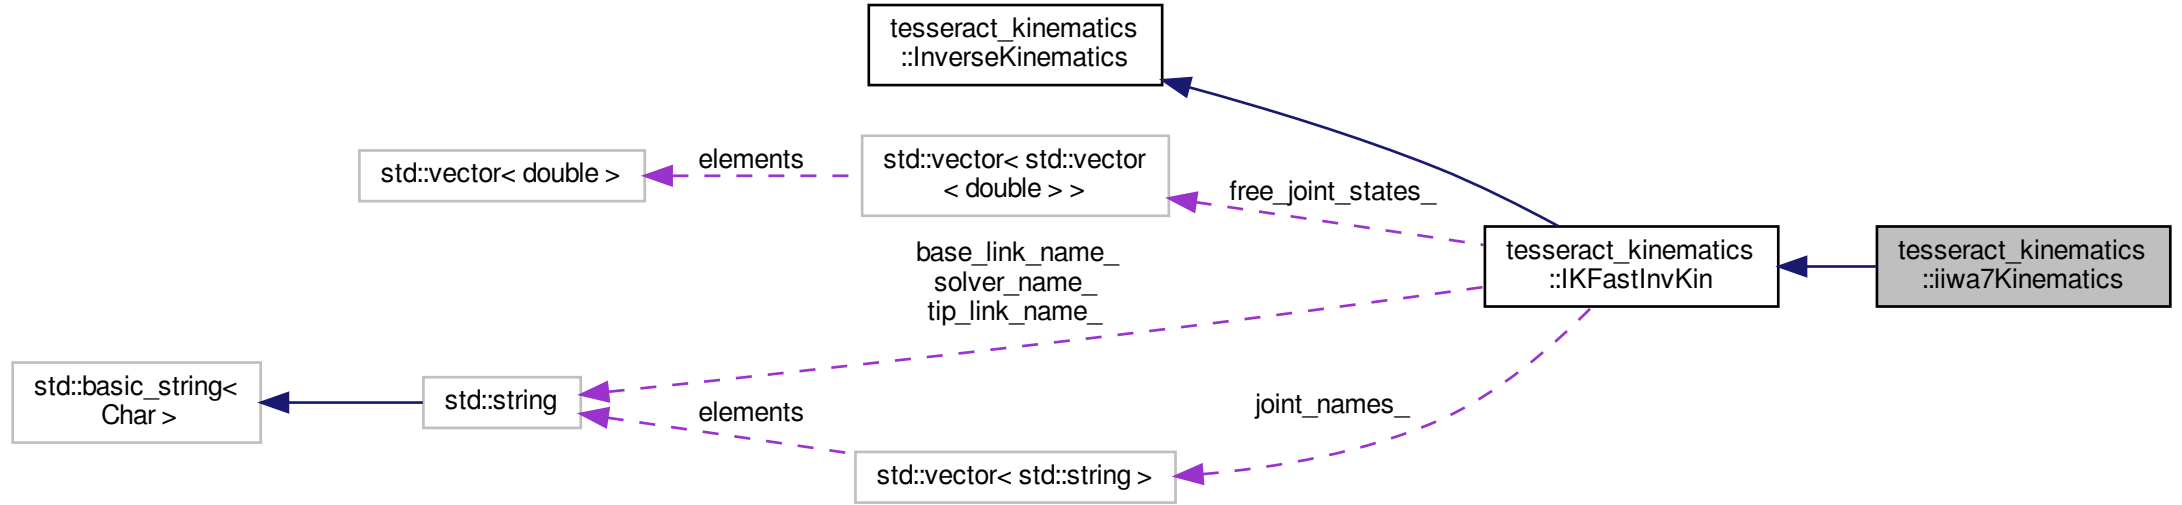 tesseract_kinematics
::InverseKinematics
std::vector< double >
elements
std::vector< std::vector
< double > >
free_joint_states_
base_link_name_
solver_name_
tip_link_name_
tesseract_kinematics
::IKFastInvKin
tesseract_kinematics
::iiwa7Kinematics
std::basic_string<
Char >
std::string
elements
joint_names_
std::vector< std::string >